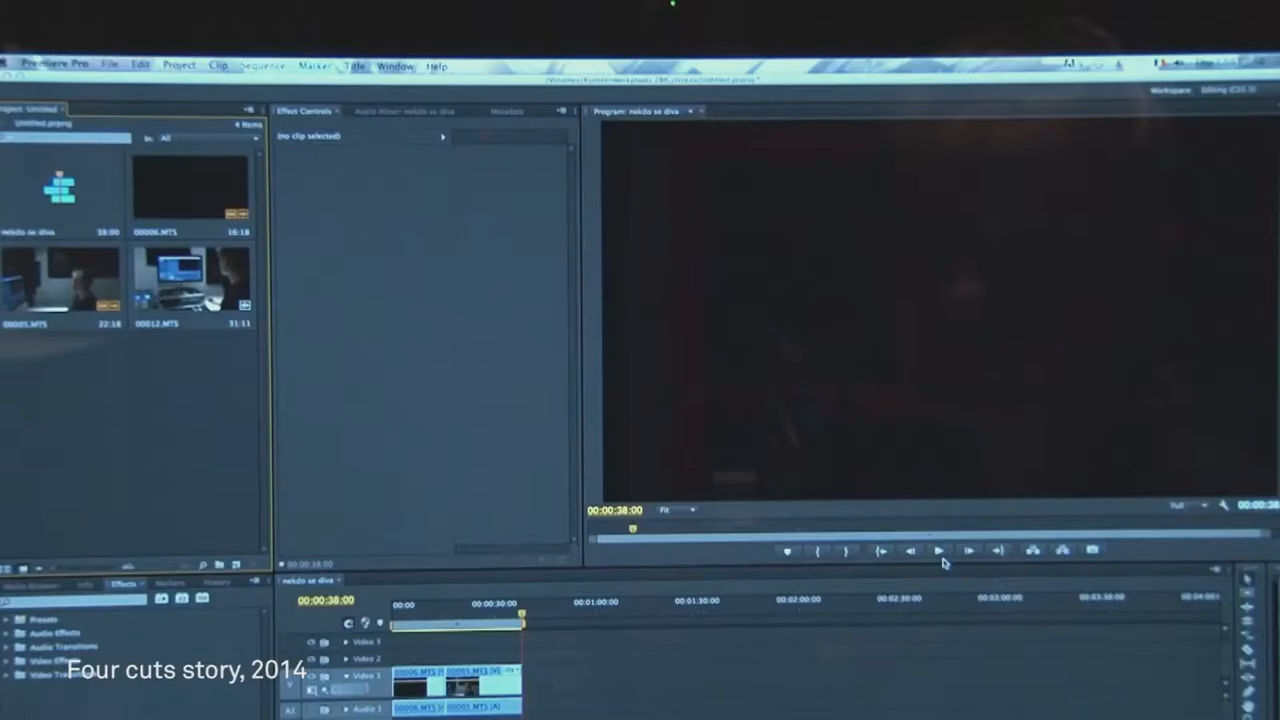 Premiere Pro File Edit Project Clip Sequence Marker Title Window Help
Workspace: Editing (CS5.5)
Project: Untitled
Effect Controls
Audio Mixer: nekdo se diva
Metadata
Program: nekdo se diva
Untitled.prproj
4 Items
In: All
(no clip selected)
nekdo se diva 38:00
00006.MTS 16:18
00005.MTS 22:18
00012.MTS 31:11
00:00:38:00
Fit
Full
00:00:38
00:00:38:00
Media Browser Info Effects Markers History
nekdo se diva
00:00:38:00
00:00 00:00:30:00 00:01:00:00 00:01:30:00 00:02:00:00 00:02:30:00 00:03:00:00 00:03:30:00 00:04:00
Presets
Audio Effects
Audio Transitions
Video Effects
Video
Video 3
Video 2
Video 1
00006.MTS 00005.MTS [V]
V
Four cuts story, 2014
A1
Audio 1
00006.MTS 00005.MTS [A]